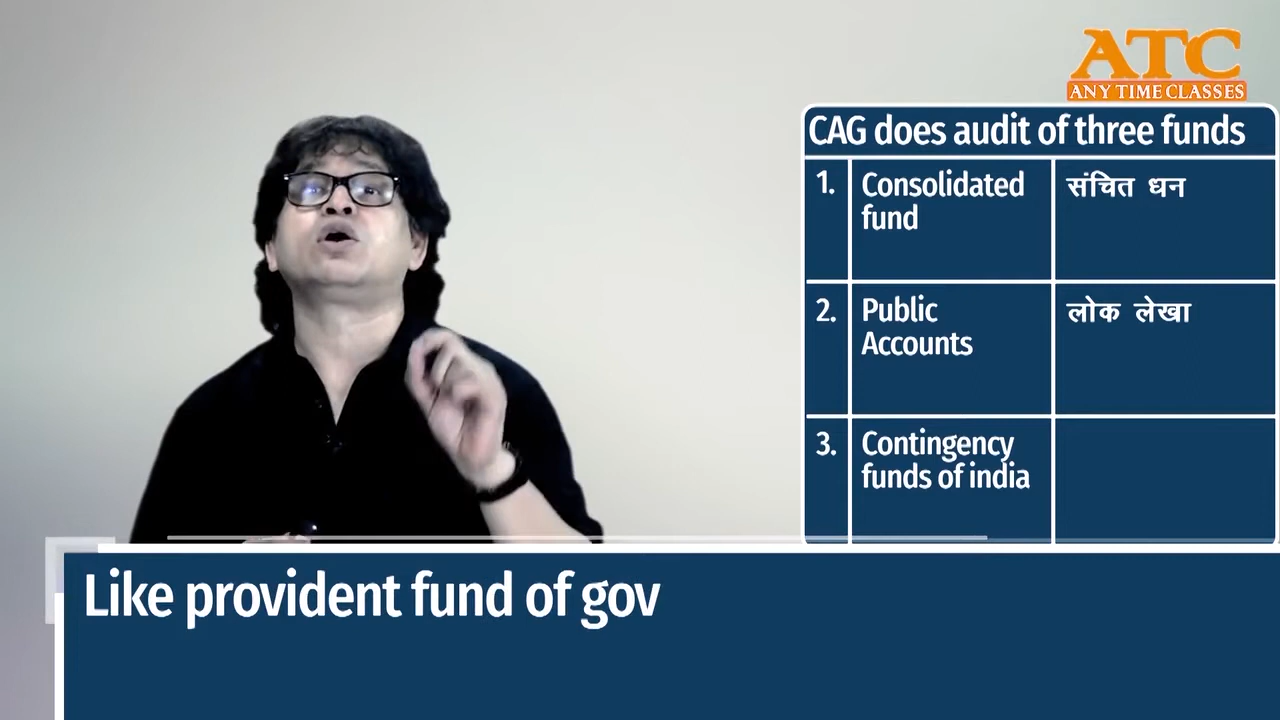 ATC
ANY TIME CLASSES
CAG does audit of three funds
1. Consolidated fund संचित धन
2. Public Accounts लोक लेखा
3. Contingency funds of india
Like provident fund of gov